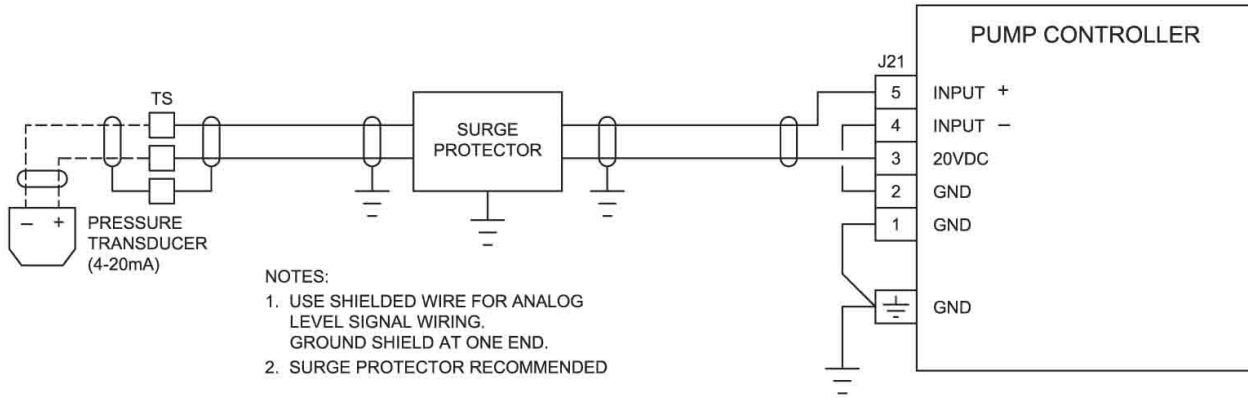 PUMP CONTROLLER
J21
5 INPUT +
4 INPUT –
3 20VDC
2 GND
1 GND
GND
TS
SURGE
PROTECTOR
– +
PRESSURE
TRANSDUCER
(4-20mA)
NOTES:
1. USE SHIELDED WIRE FOR ANALOG
LEVEL SIGNAL WIRING.
GROUND SHIELD AT ONE END.
2. SURGE PROTECTOR RECOMMENDED